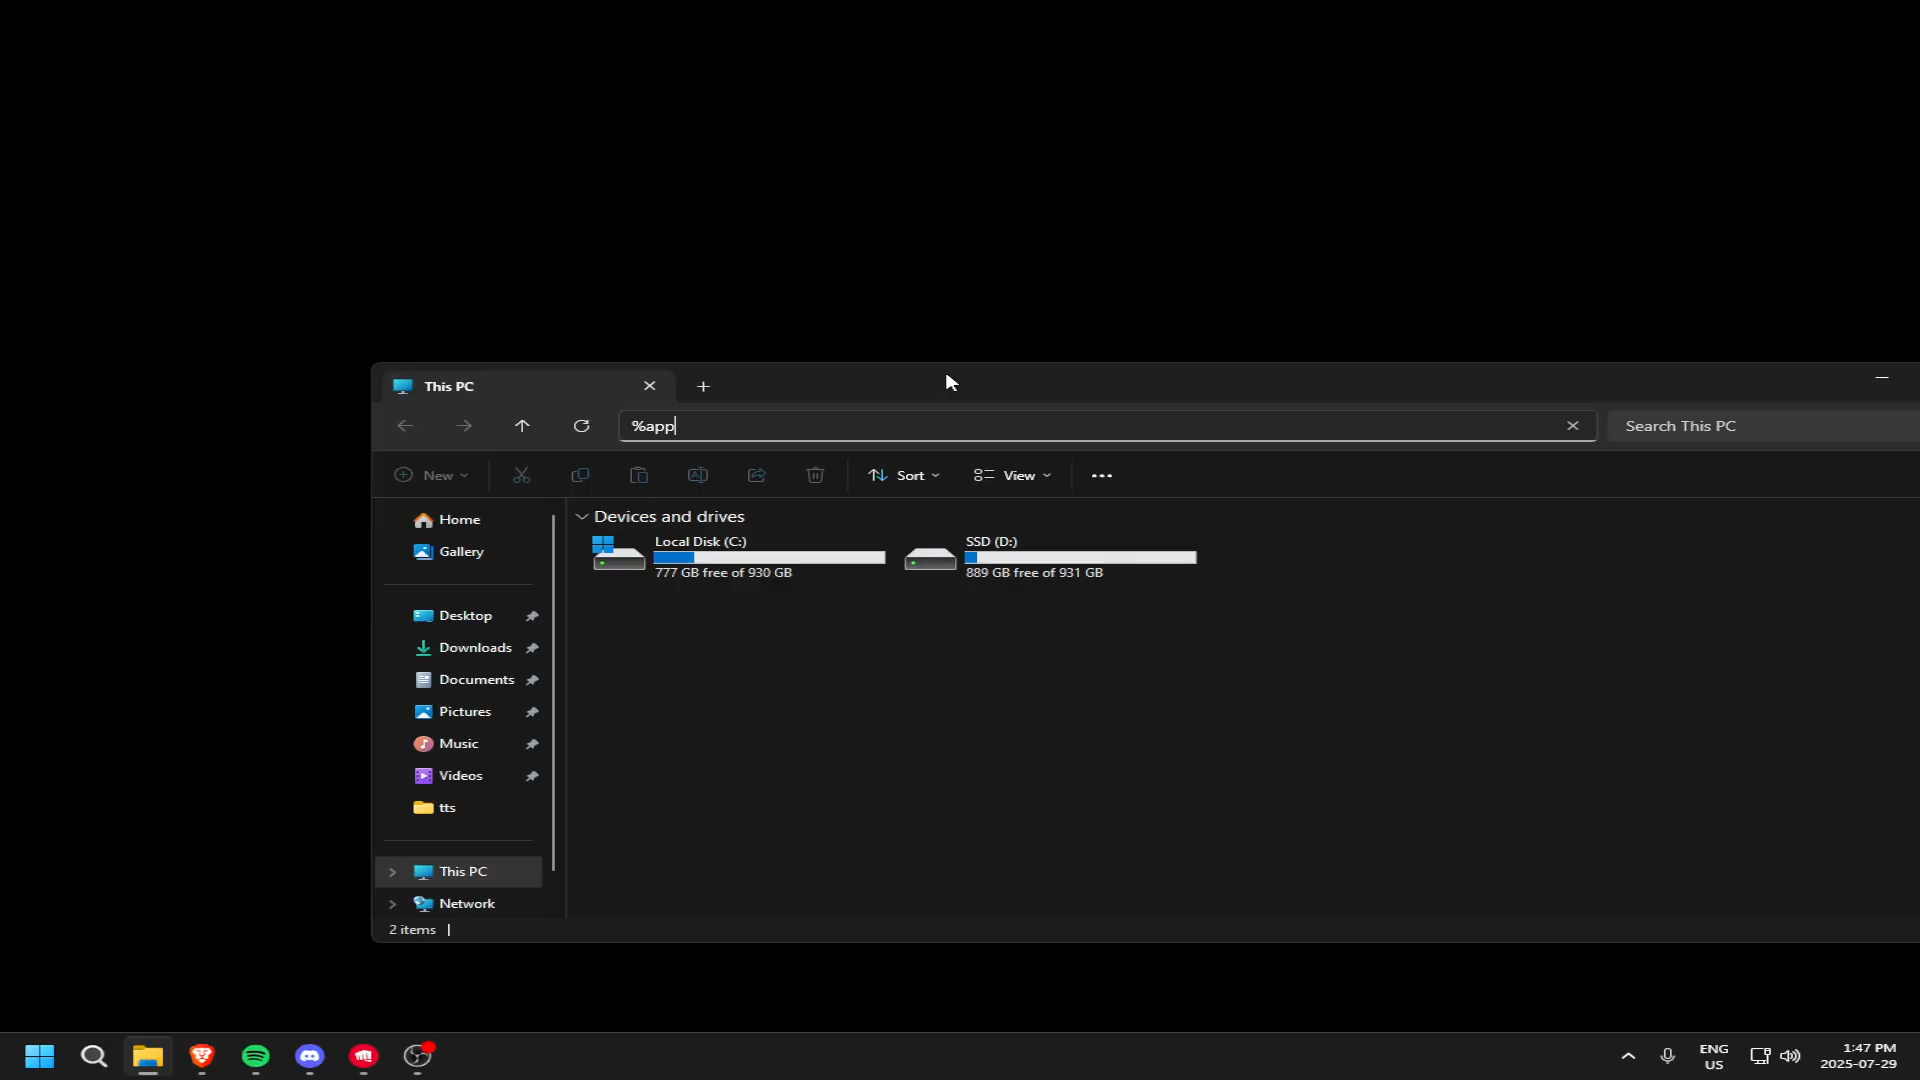 This PC
%app
Search This PC
New
Sort
View
Home
Gallery
Desktop
Downloads
Documents
Pictures
Music
Videos
tts
This PC
Network
Devices and drives
Local Disk (C:)
777 GB free of 930 GB
SSD (D:)
889 GB free of 931 GB
2 items
ENG
US
1:47 PM
2025-07-29